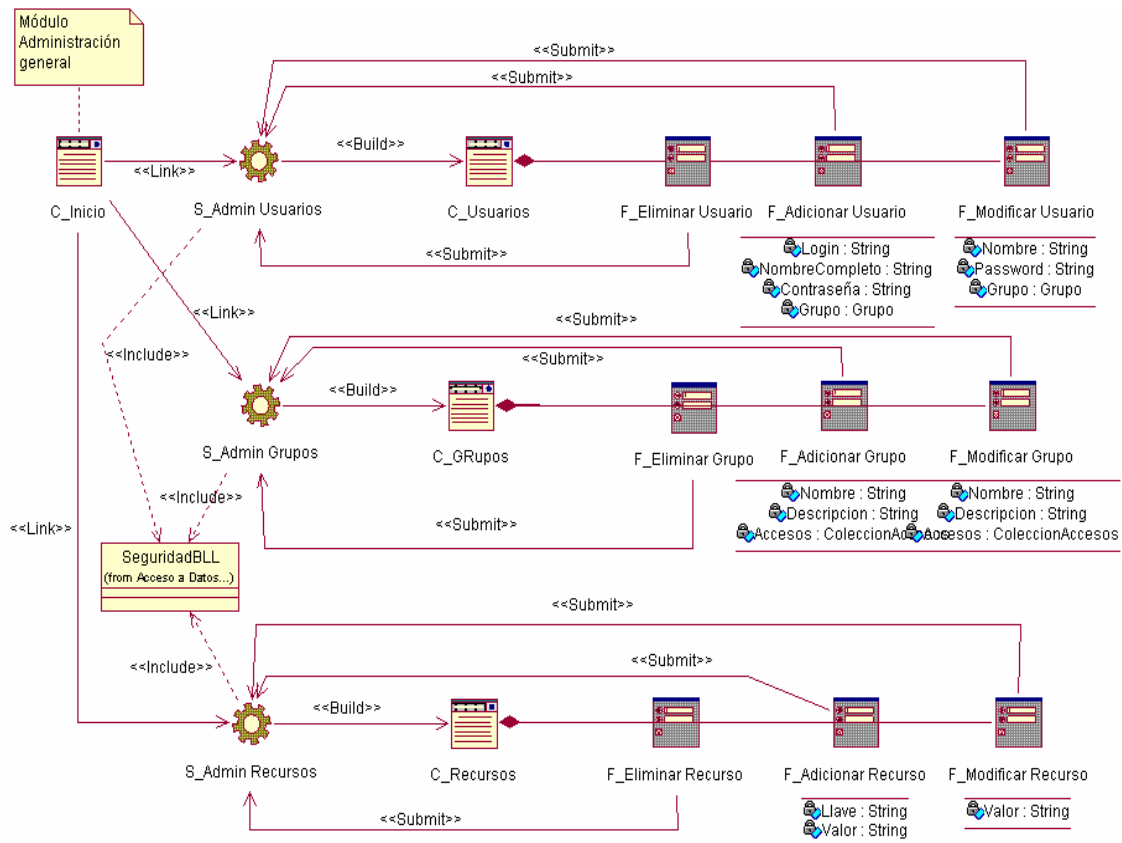 Módulo
Administración
general
<<Submit>>
<<Submit>>
<<Build>>
<<Link>>
C_Inicio
S_Admin Usuarios
C_Usuarios
F_Eliminar Usuario
F_Adicionar Usuario
F_Modificar Usuario
<<Submit>>
Login : String
NombreCompleto : String
Contraseña : String
Grupo : Grupo
Nombre : String
Password : String
Grupo : Grupo
<<Link>>
<<Include>>
<<Submit>>
<<Submit>>
<<Build>>
S_Admin Grupos
C_GRupos
F_Eliminar Grupo
F_Adicionar Grupo
F_Modificar Grupo
<<Include>>
<<Submit>>
Nombre : String
Descripcion : String
Accesos : ColeccionAccesos
Nombre : String
Descripcion : String
Accesos : ColeccionAccesos
<<Link>>
SeguridadBLL
(from Acceso a Datos...)
<<Include>>
<<Submit>>
<<Submit>>
<<Build>>
S_Admin Recursos
C_Recursos
F_Eliminar Recurso
F_Adicionar Recurso
F_Modificar Recurso
<<Submit>>
Llave : String
Valor : String
Valor : String